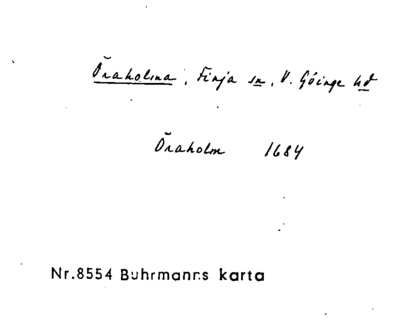 Öraholma, Finja sn, V. Göinge hd
Öraholm 1684
Nr.8554 Buhrmanns karta